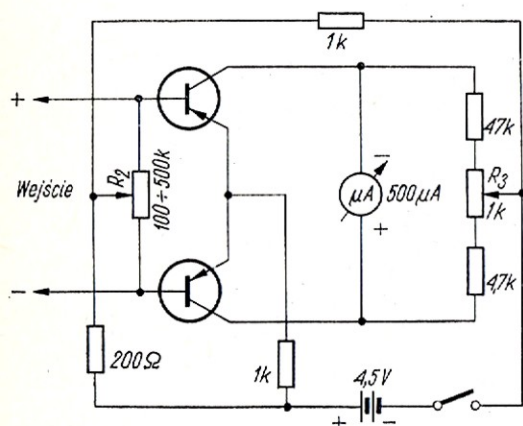 1k
+
47k
Wejście
R₂
100÷500k
−
μA
500μA
+
R₃
1k
−
4,7k
200Ω
1k
4,5V
+
−